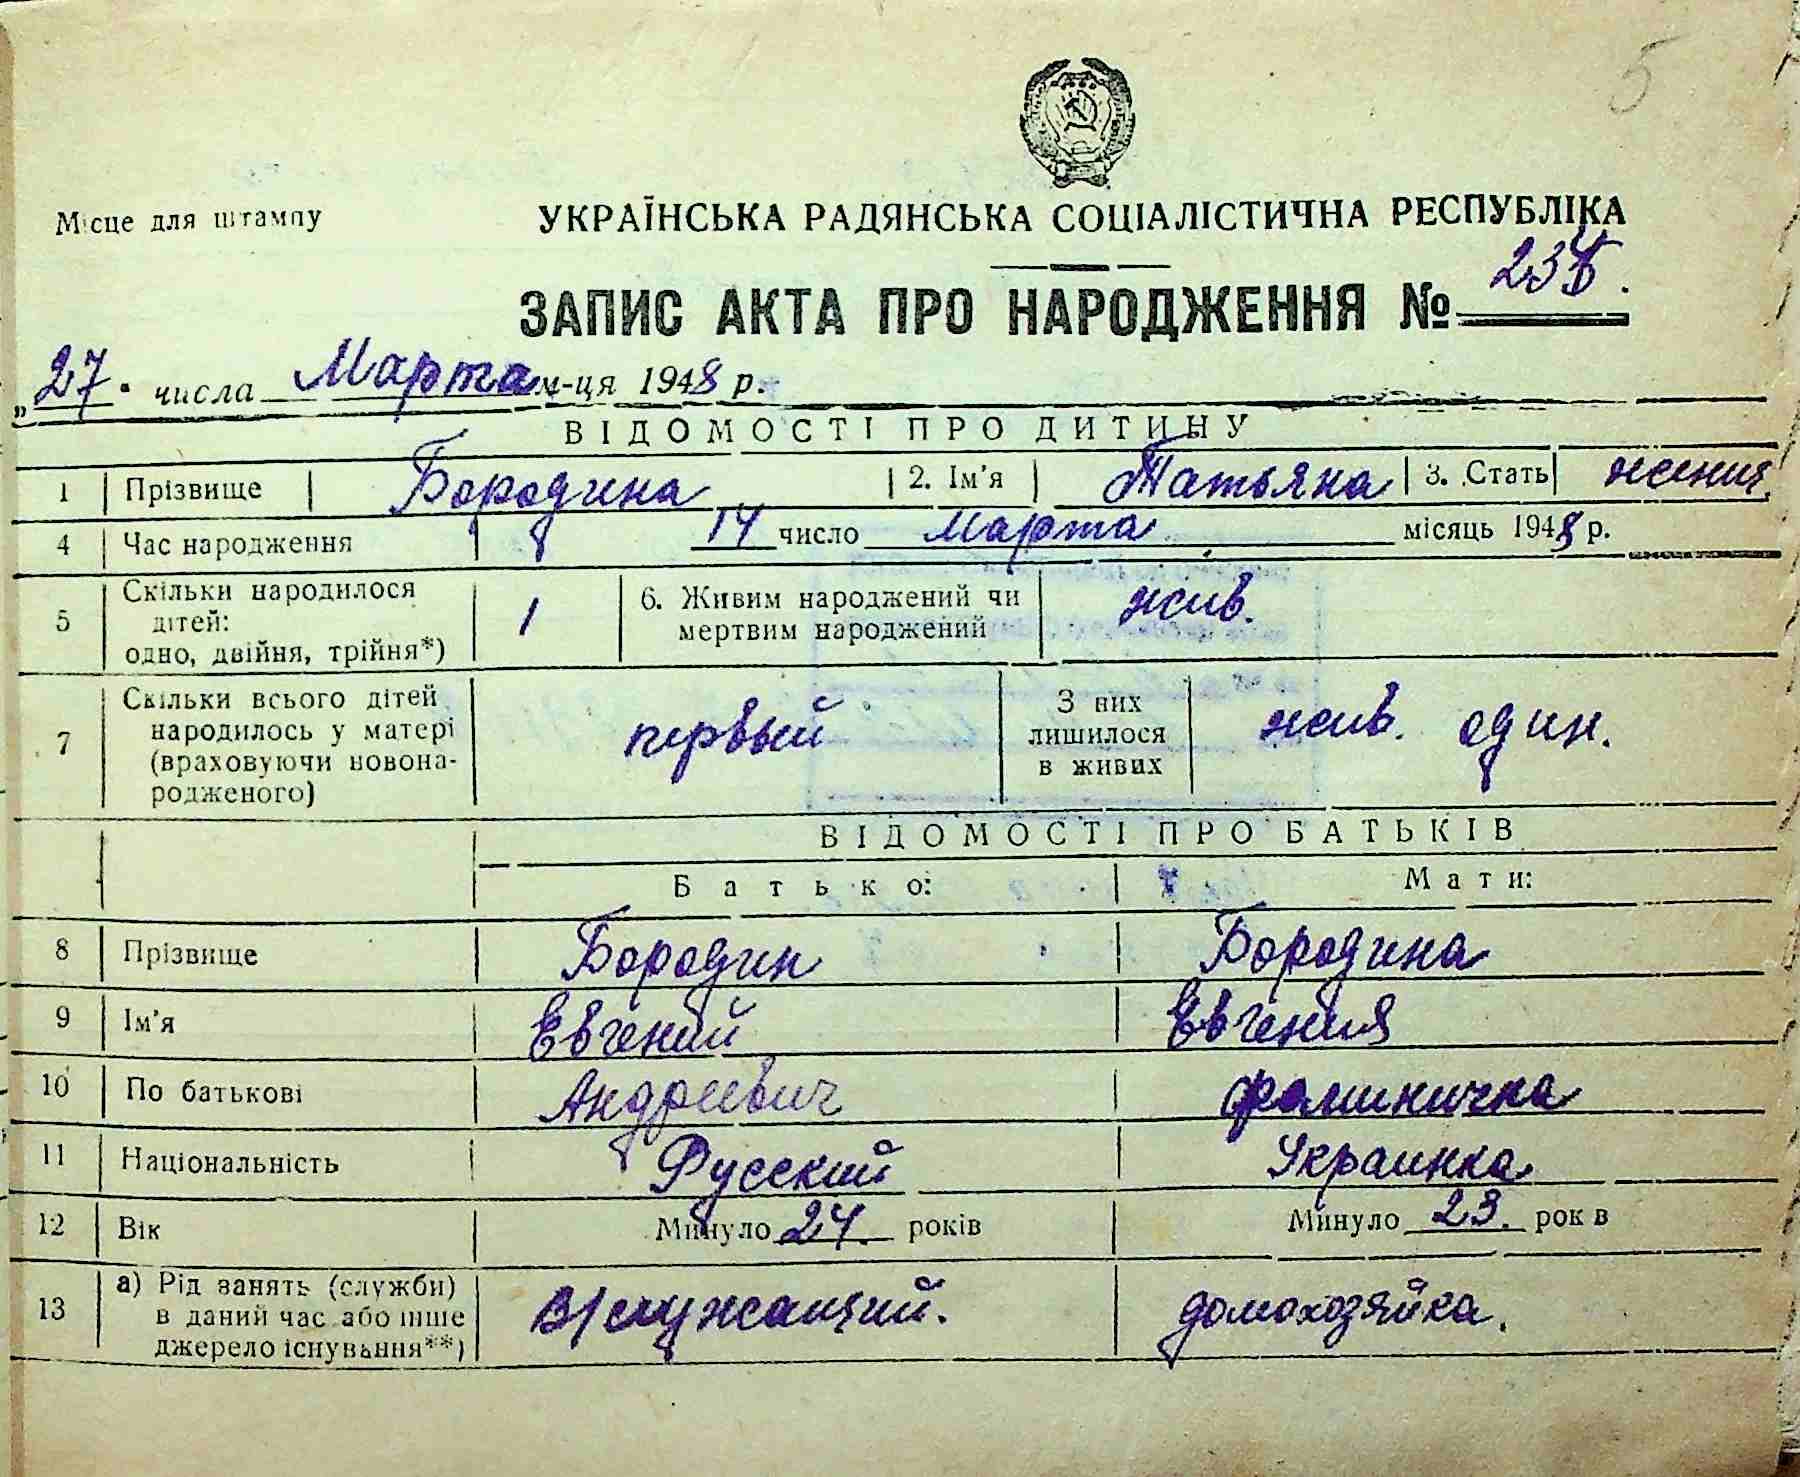 5
Місце для штампу
УКРАЇНСЬКА РАДЯНСЬКА СОЦІАЛІСТИЧНА РЕСПУБЛІКА
ЗАПИС АКТА ПРО НАРОДЖЕННЯ №
„27" числа Марта м-ця 1948 р.
ВІДОМОСТІ ПРО ДИТИНУ
1 Прізвище Бородина 2. Ім'я Татьяна 3. Стать женщ.
4 Час народження 14 число Марта місяць 1948 р.
5 Скільки народилося
дітей:
одно, двійня, трійня*)
1
6. Живим народжений чи
мертвим народжений
жив.
7 Скільки всього дітей
народилось у матері
(враховуючи новона-
родженого)
первый
З них
лишилося
в живих
жив. один.
ВІДОМОСТІ ПРО БАТЬКІВ
Батько: Мати:
8 Прізвище Бородин Бородина
9 Ім'я Евгений Евгения
10 По батькові Андреевич Фоминична
11 Національність Русский Украинка
12 Вік Минуло 24. років Минуло 23. рок в
13 а) Рід занять (служби)
в даний час або інше
джерело існування**)
В/служащий. домохозяйка.